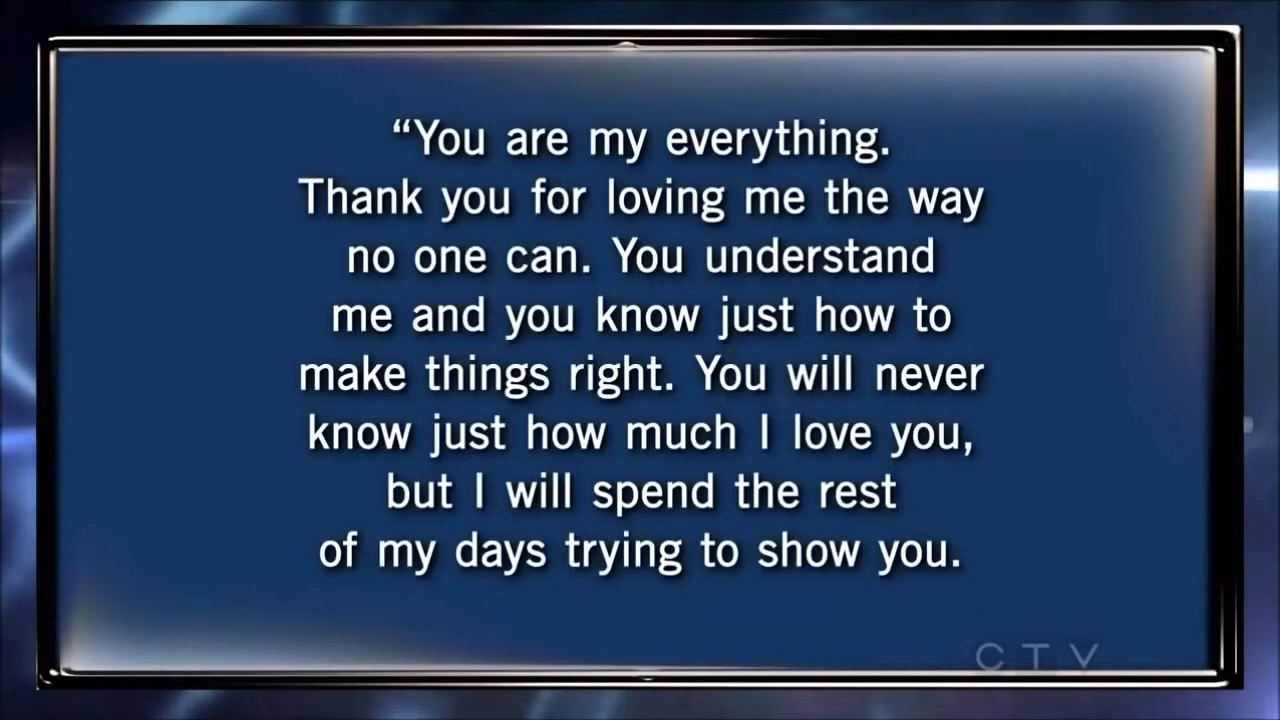 “You are my everything.
Thank you for loving me the way
no one can. You understand
me and you know just how to
make things right. You will never
know just how much I love you,
but I will spend the rest
of my days trying to show you.
CTV